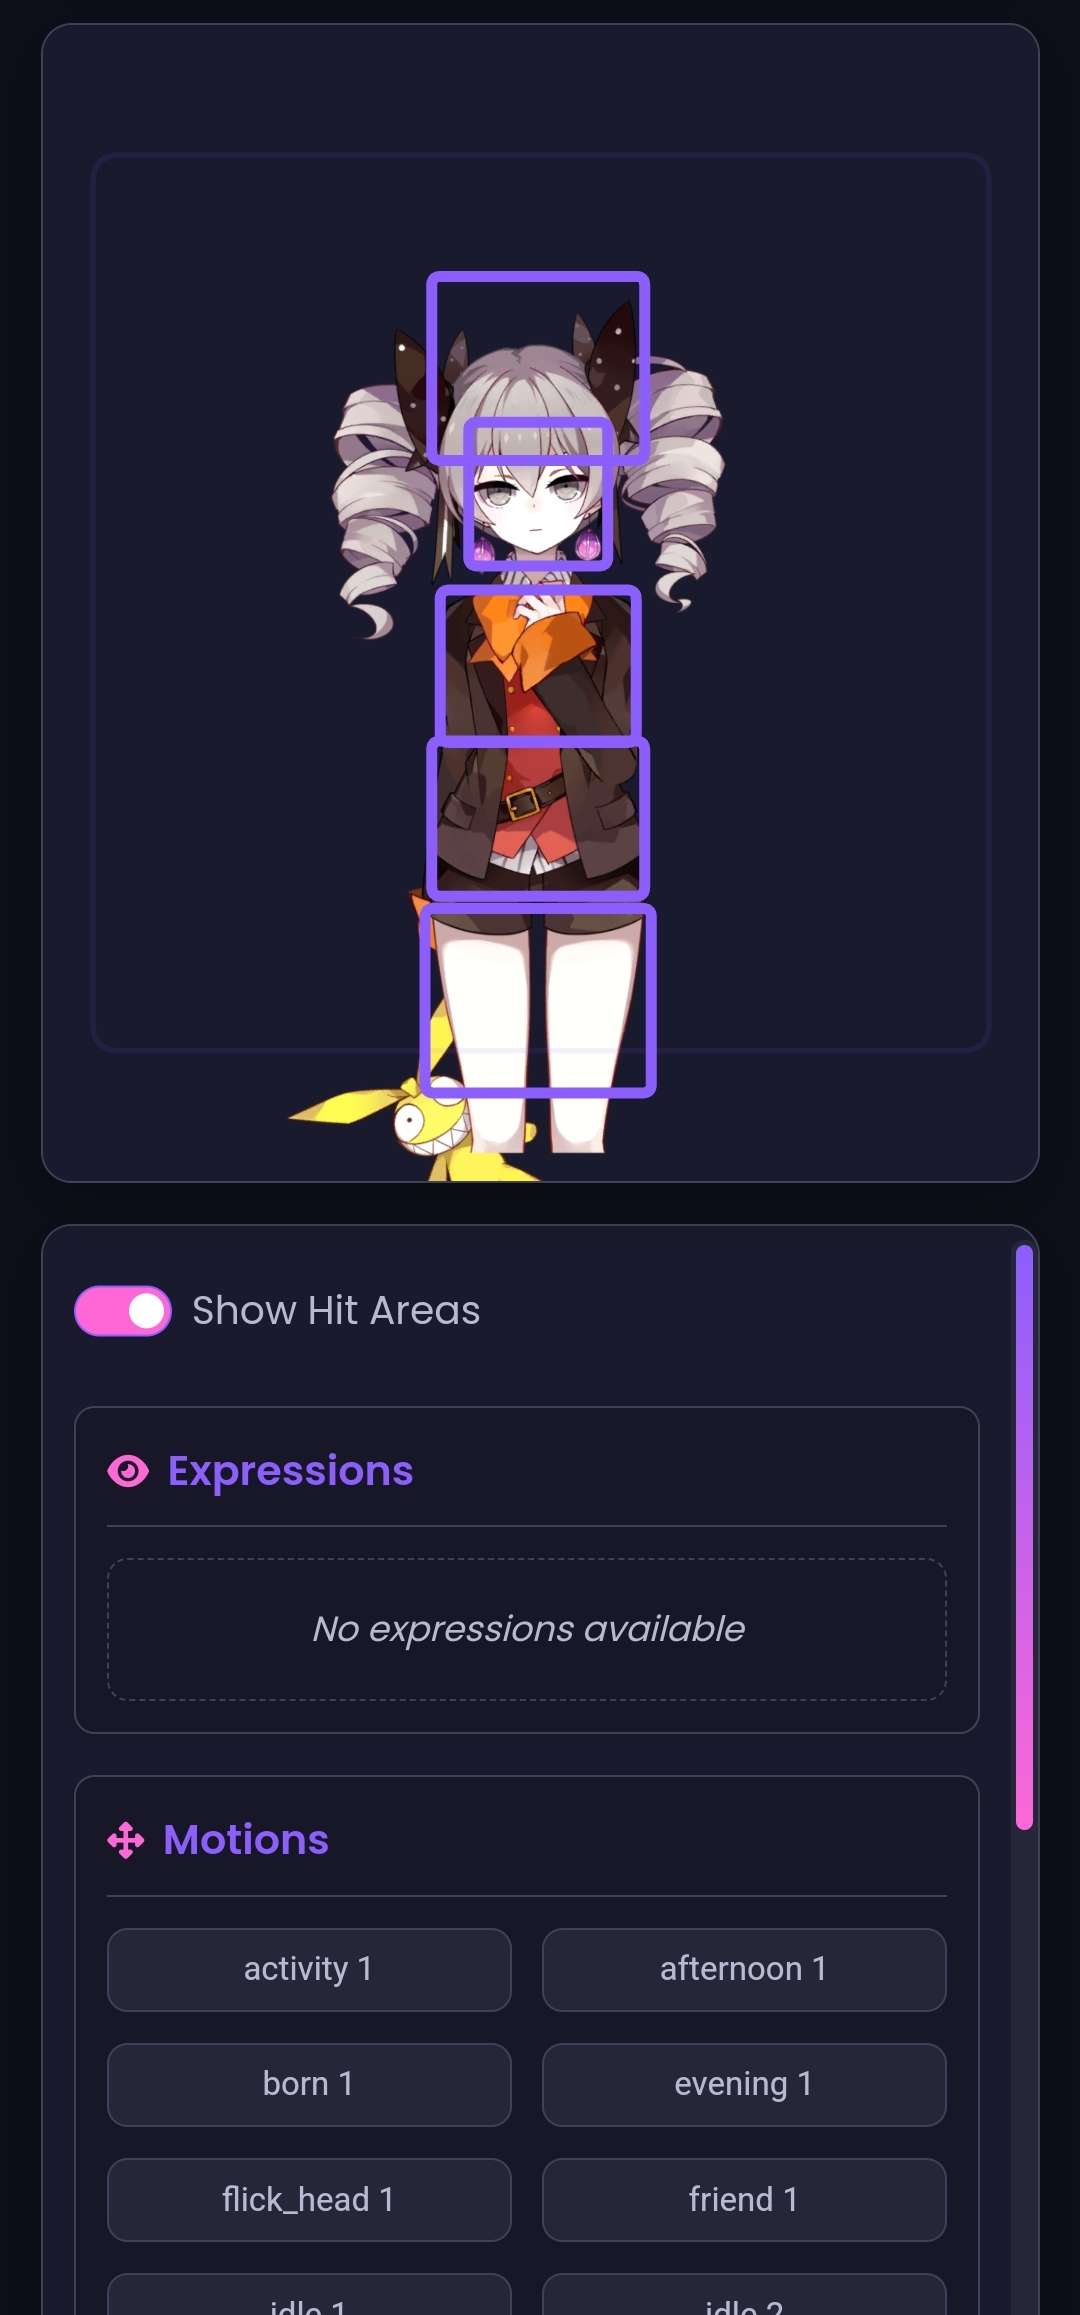 Show Hit Areas
Expressions
No expressions available
Motions
activity 1
afternoon 1
born 1
evening 1
flick_head 1
friend 1
idle 1
idle 2